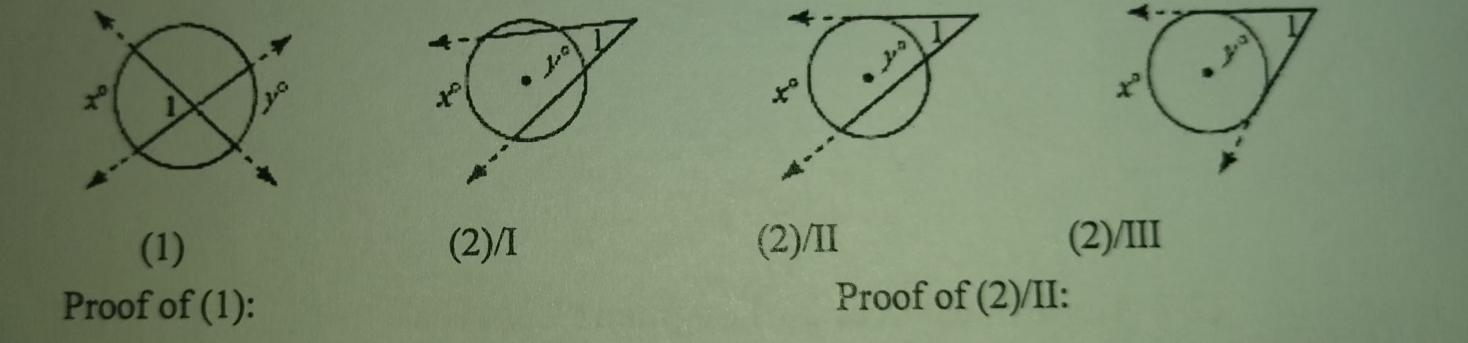 x° 1 y°
x° y° 1
x° y° 1
x° y° 1
(1) (2)/I (2)/II (2)/III
Proof of (1): Proof of (2)/II: